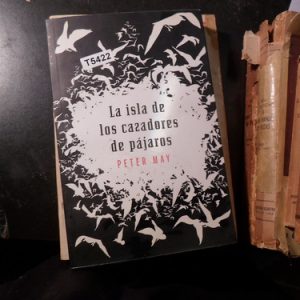 T5422
La isla de
los cazadores
de pájaros
PETER MAY